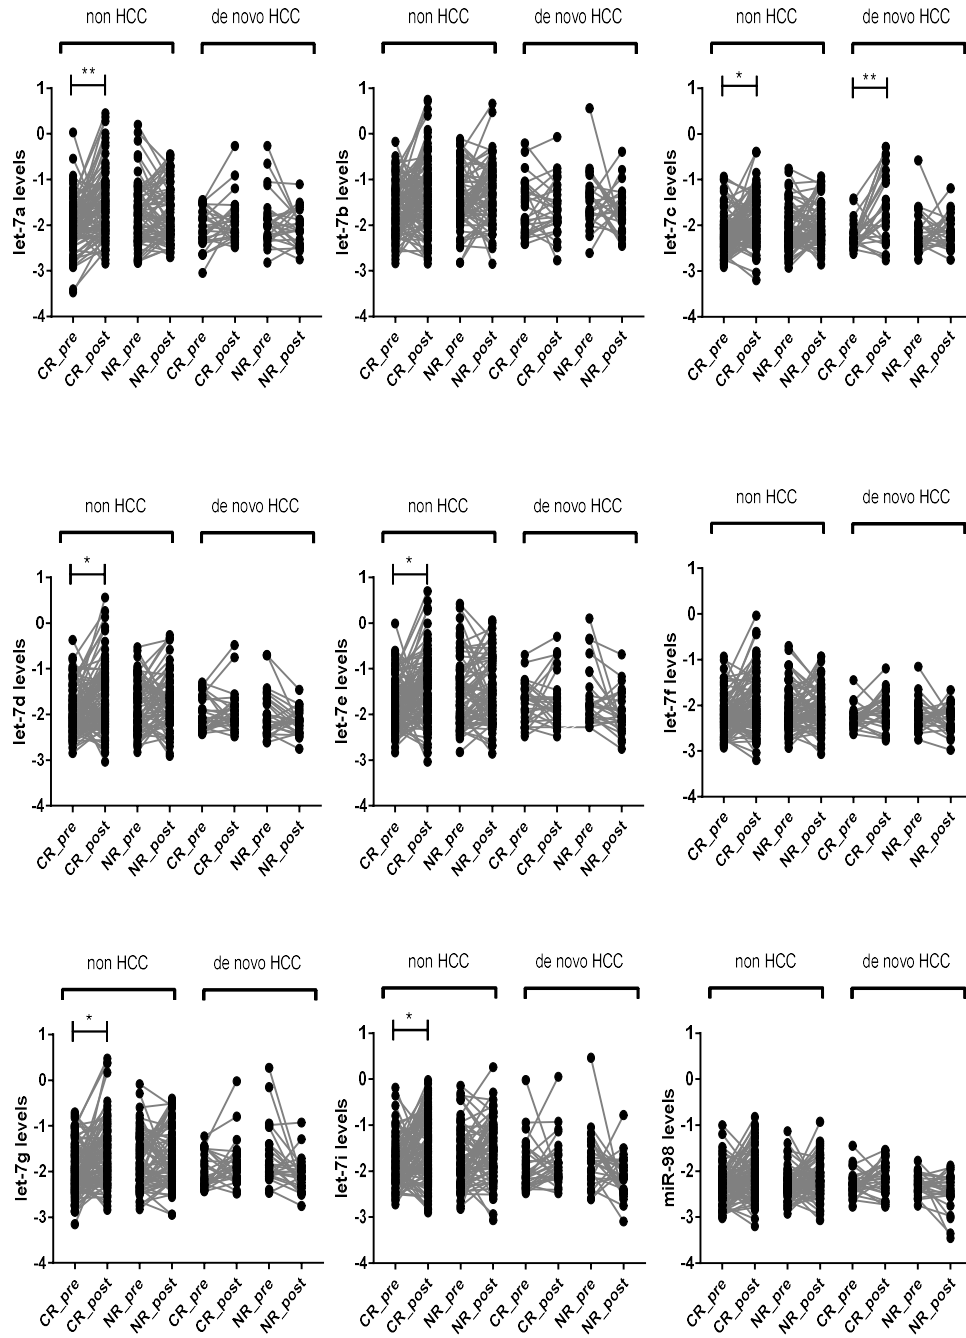 non HCC de novo HCC
**
1
0
-1
-2
-3
-4
let-7a levels
CR_pre CR_post NR_pre NR_post CR_pre CR_post NR_pre NR_post
non HCC de novo HCC
1
0
-1
-2
-3
-4
let-7b levels
CR_pre CR_post NR_pre NR_post CR_pre CR_post NR_pre NR_post
non HCC de novo HCC
* **
1
0
-1
-2
-3
-4
let-7c levels
CR_pre CR_post NR_pre NR_post CR_pre CR_post NR_pre NR_post
non HCC de novo HCC
*
1
0
-1
-2
-3
-4
let-7d levels
CR_pre CR_post NR_pre NR_post CR_pre CR_post NR_pre NR_post
non HCC de novo HCC
*
1
0
-1
-2
-3
-4
let-7e levels
CR_pre CR_post NR_pre NR_post CR_pre CR_post NR_pre NR_post
non HCC de novo HCC
1
0
-1
-2
-3
-4
let-7f levels
CR_pre CR_post NR_pre NR_post CR_pre CR_post NR_pre NR_post
non HCC de novo HCC
*
1
0
-1
-2
-3
-4
let-7g levels
CR_pre CR_post NR_pre NR_post CR_pre CR_post NR_pre NR_post
non HCC de novo HCC
*
1
0
-1
-2
-3
-4
let-7i levels
CR_pre CR_post NR_pre NR_post CR_pre CR_post NR_pre NR_post
non HCC de novo HCC
1
0
-1
-2
-3
-4
miR-98 levels
CR_pre CR_post NR_pre NR_post CR_pre CR_post NR_pre NR_post